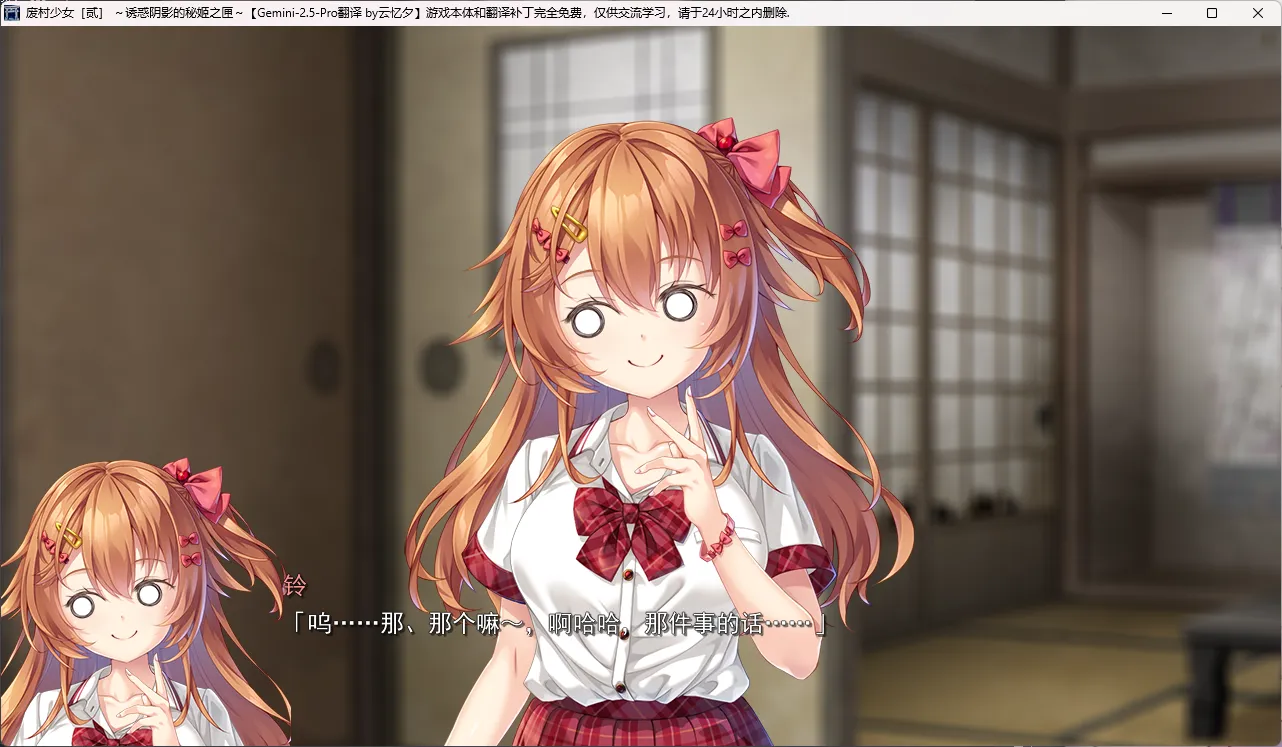 废村少女［贰］ ～诱惑阴影的秘姬之匣～【Gemini-2.5-Pro翻译 by云忆夕】游戏本体和翻译补丁完全免费，仅供交流学习，请于24小时之内删除.
铃
「呜……那、那个嘛～，啊哈哈，那件事的话……」